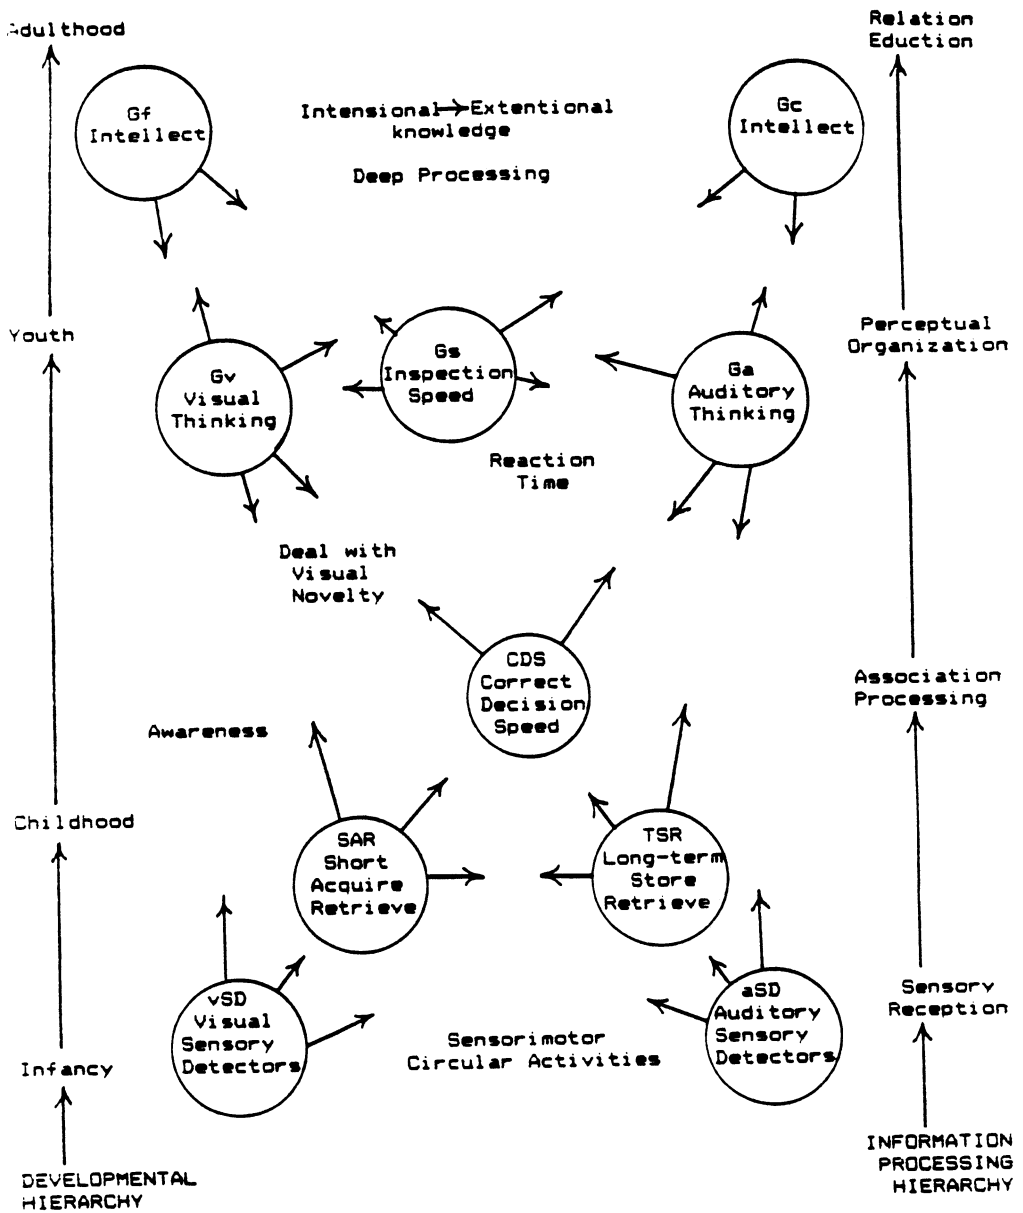 Adulthood
Relation
Eduction
Gf
Intellect
Intensional→Extentional
knowledge
Deep Processing
Gc
Intellect
Youth
Perceptual
Organization
Gv
Visual
Thinking
Gs
Inspection
Speed
Ga
Auditory
Thinking
Reaction
Time
Deal with
Visual
Novelty
CDS
Correct
Decision
Speed
Association
Processing
Awareness
Childhood
SAR
Short
Acquire
Retrieve
TSR
Long-term
Store
Retrieve
vSD
Visual
Sensory
Detectors
aSD
Auditory
Sensory
Detectors
Sensory
Reception
Sensorimotor
Circular Activities
Infancy
DEVELOPMENTAL
HIERARCHY
INFORMATION
PROCESSING
HIERARCHY